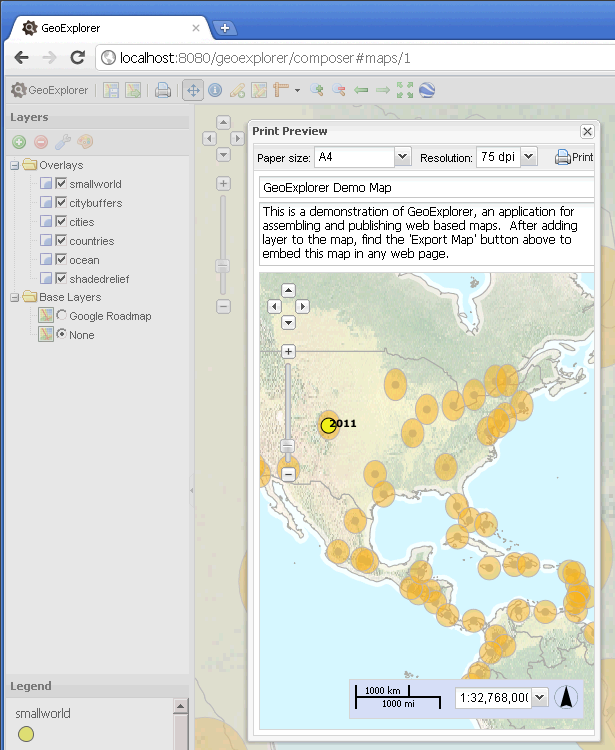 GeoExplorer
localhost:8080/geoexplorer/composer#maps/1
GeoExplorer
Layers
Overlays
smallworld
citybuffers
cities
countries
ocean
shadedrelief
Base Layers
Google Roadmap
None
Legend
smallworld
Print Preview
Paper size: A4 Resolution: 75 dpi Print
GeoExplorer Demo Map
This is a demonstration of GeoExplorer, an application for
assembling and publishing web based maps. After adding
layer to the map, find the 'Export Map' button above to
embed this map in any web page.
2011
1000 km
1000 mi
1:32,768,00